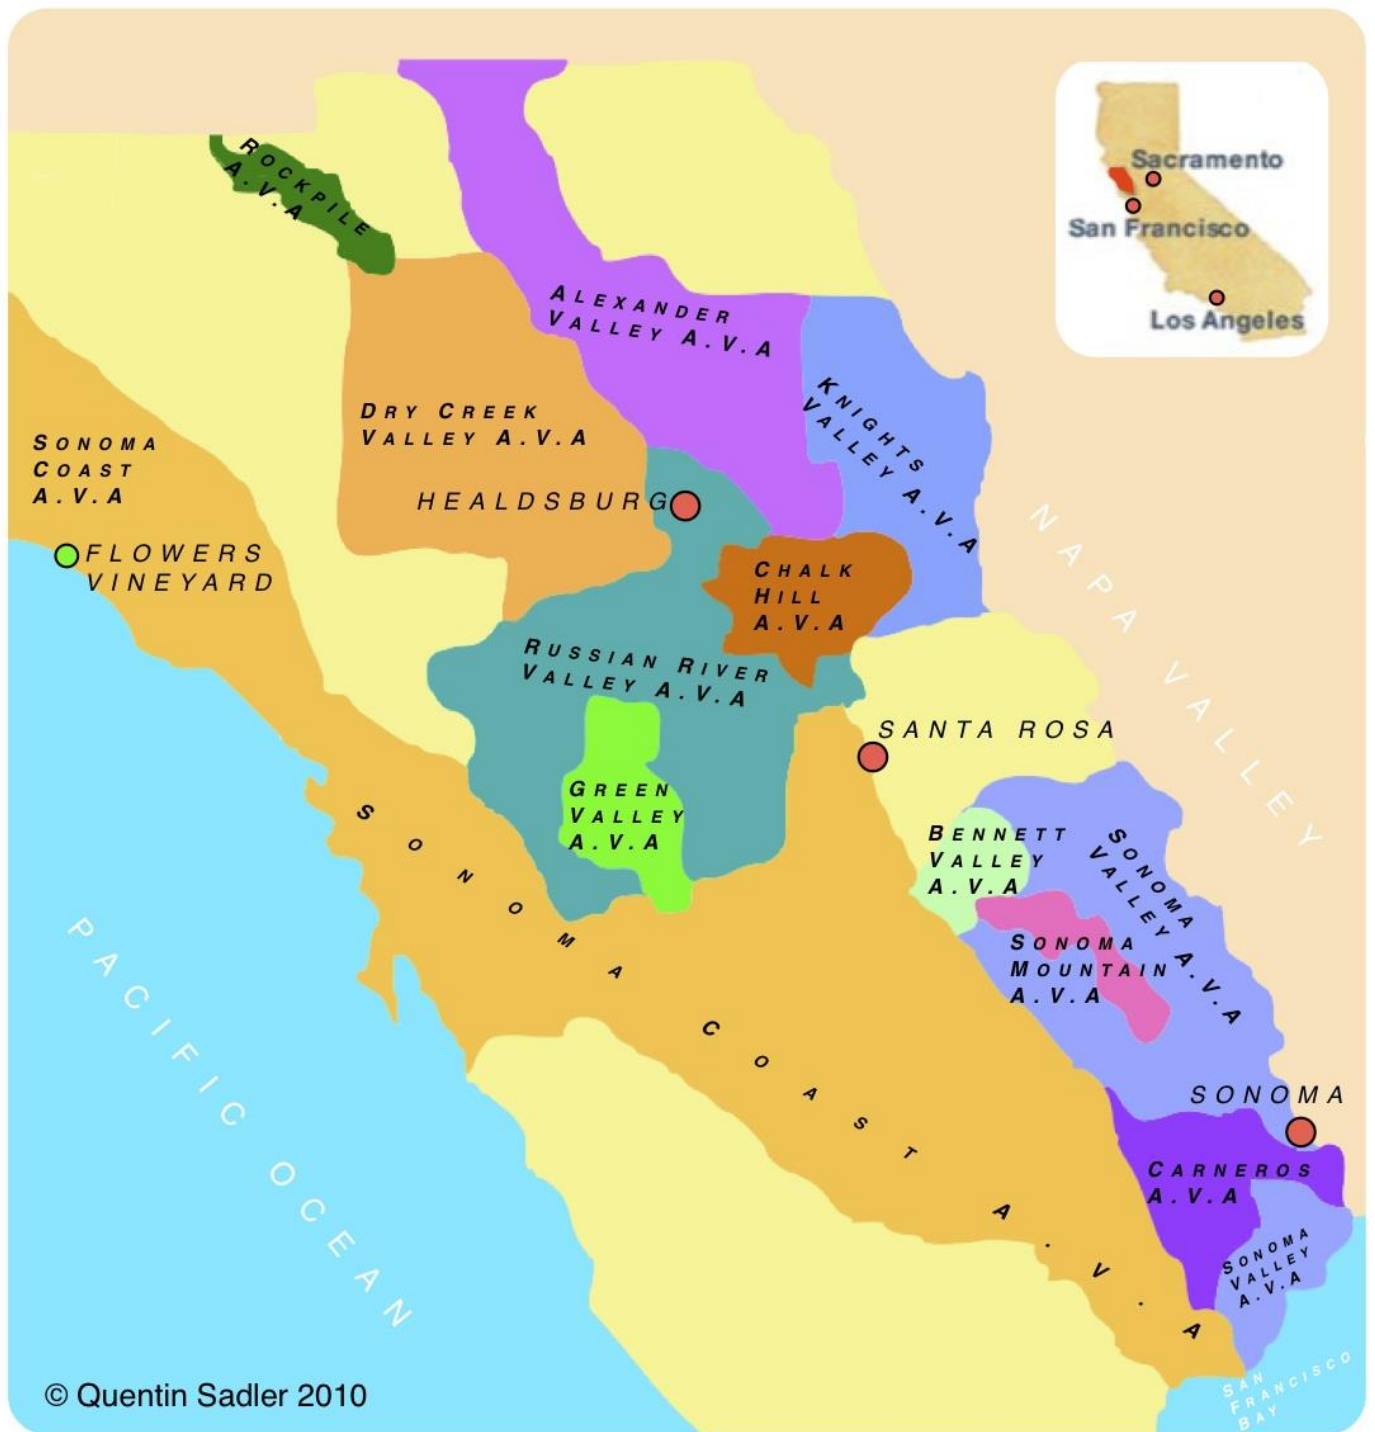 ROCKPILE
A.V.A
Sacramento
San Francisco
Los Angeles
ALEXANDER
VALLEY A.V.A
KNIGHTS
VALLEY A.V.A
DRY CREEK
VALLEY A.V.A
SONOMA
COAST
A.V.A
HEALDSBURG
FLOWERS
VINEYARD
NAPA VALLEY
CHALK
HILL
A.V.A
RUSSIAN RIVER
VALLEY A.V.A
SANTA ROSA
GREEN
VALLEY
A.V.A
BENNETT
VALLEY
A.V.A
SONOMA
VALLEY A.V.A
SONOMA
MOUNTAIN
A.V.A
SONOMA COAST A.V.A
PACIFIC OCEAN
SONOMA
CARNEROS
A.V.A
SONOMA
VALLEY
A.V.A
SAN
FRANCISCO
BAY
© Quentin Sadler 2010